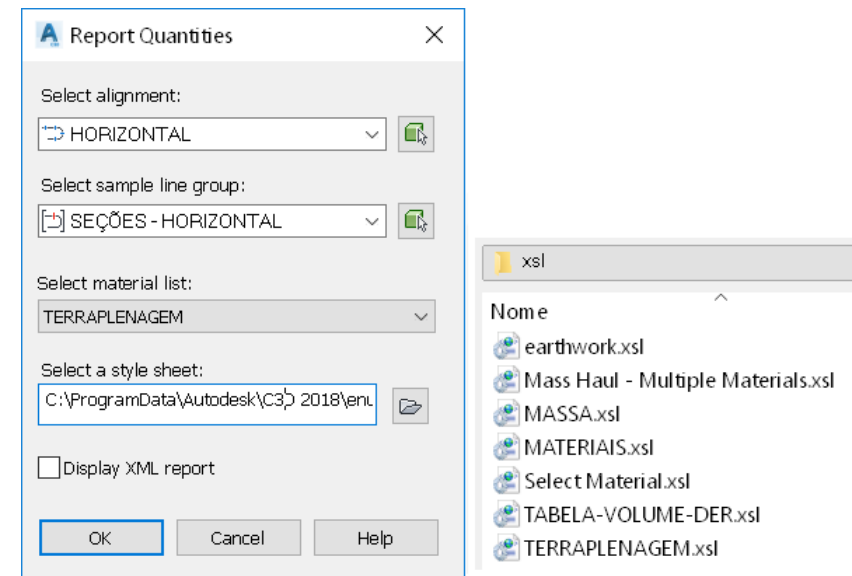 Report Quantities
Select alignment:
HORIZONTAL
Select sample line group:
SEÇÕES - HORIZONTAL
Select material list:
TERRAPLENAGEM
Select a style sheet:
C:\ProgramData\Autodesk\C3D 2018\enu
Display XML report
OK Cancel Help
xsl
Nome
earthwork.xsl
Mass Haul - Multiple Materials.xsl
MASSA.xsl
MATERIAIS.xsl
Select Material.xsl
TABELA-VOLUME-DER.xsl
TERRAPLENAGEM.xsl